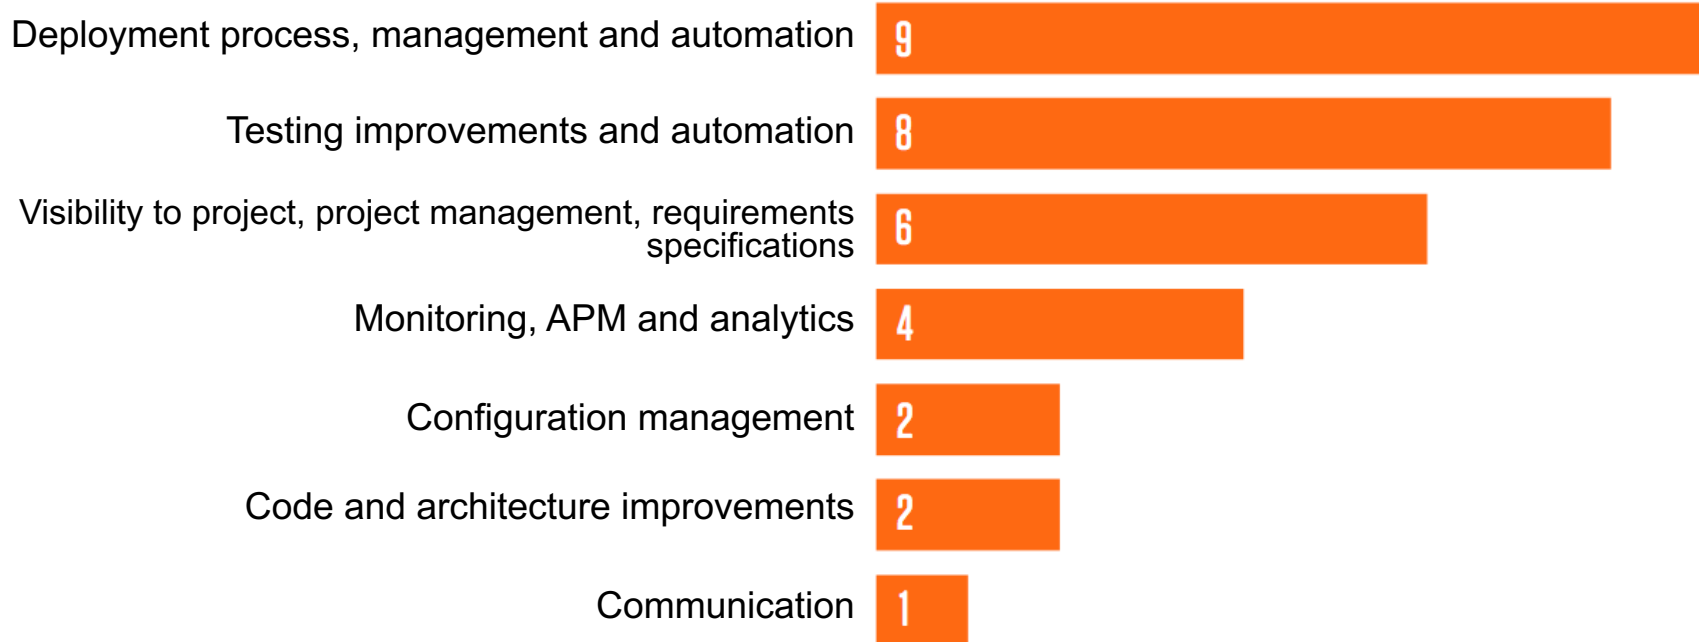 Deployment process, management and automation 9
Testing improvements and automation 8
Visibility to project, project management, requirements
specifications 6
Monitoring, APM and analytics 4
Configuration management 2
Code and architecture improvements 2
Communication 1